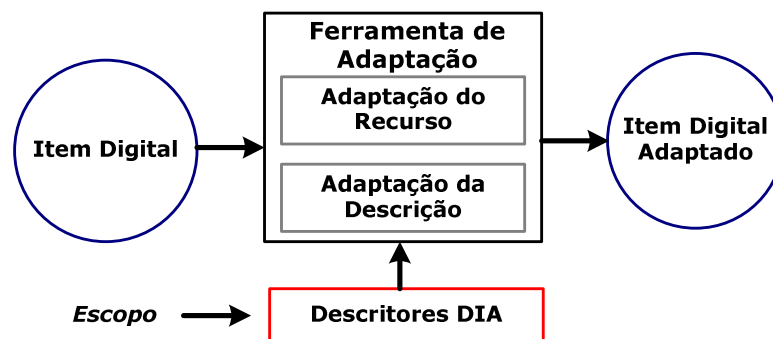 Ferramenta de
Adaptação
Adaptação do
Recurso
Item Digital
Item Digital
Adaptado
Adaptação da
Descrição
Escopo
Descritores DIA